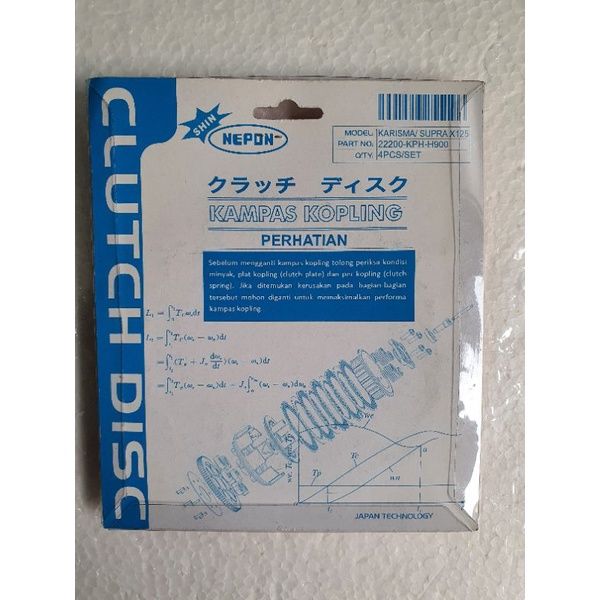 CLUTCH DISC
SHIN
NEPON
MODEL: KARISMA/ SUPRA X125
PART NO: 22200-KPH-H900
Q/TY: 4PCS/SET
クラッチ ディスク
KAMPAS KOPLING
PERHATIAN
Sebelum mengganti kampas kopling tolong periksa kondisi
minyak, plat kopling (clutch plate) dan per kopling (clutch
spring). Jika ditemukan kerusakan pada bagian-bagian
tersebut mohon diganti untuk memaksimalkan performa
kampas kopling.
we
Tp
Tc
a
JAPAN TECHNOLOGY